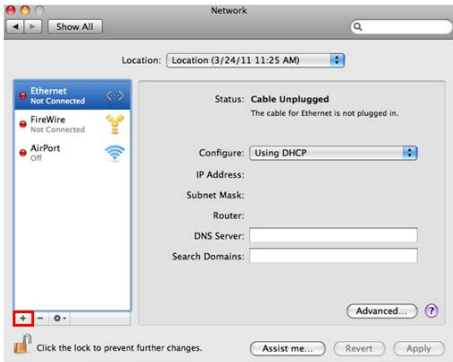 Network
Show All
Location: Location (3/24/11 11:25 AM)
Ethernet
Not Connected
FireWire
Not Connected
AirPort
Off
Status: Cable Unplugged
The cable for Ethernet is not plugged in.
Configure: Using DHCP
IP Address:
Subnet Mask:
Router:
DNS Server:
Search Domains:
Advanced... ?
+ −
Click the lock to prevent further changes.
Assist me... Revert Apply